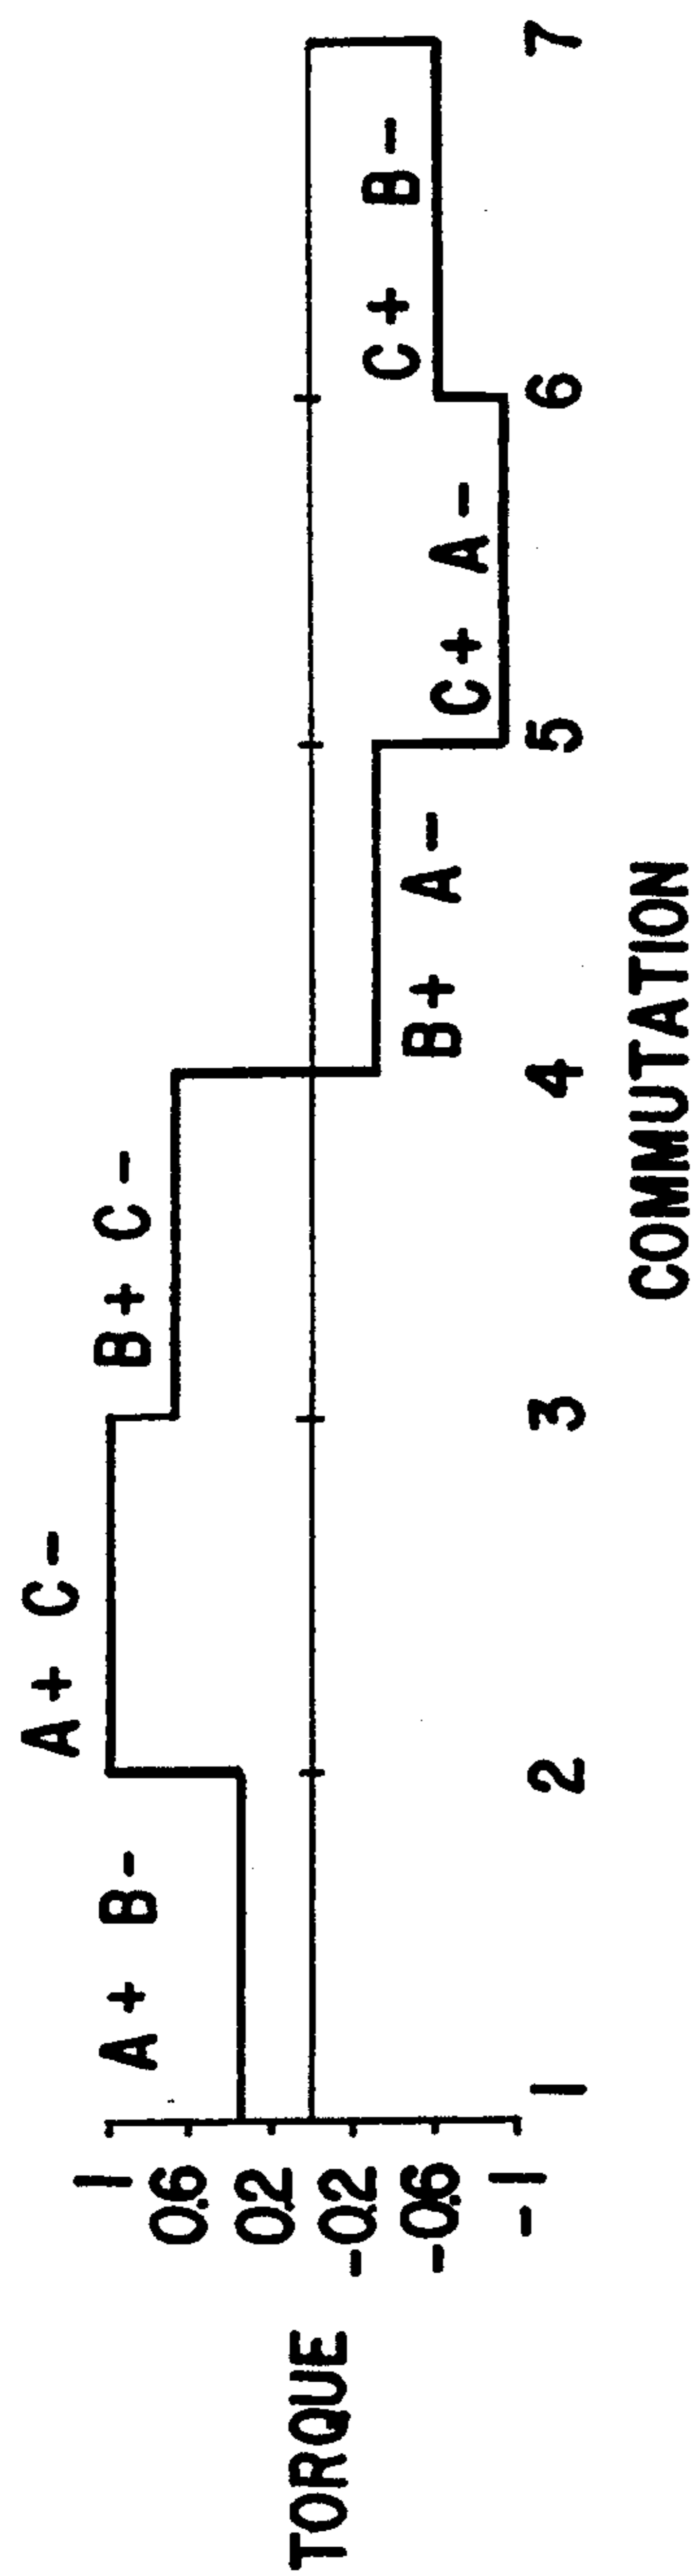 TORQUE
1
0.6
0.2
-0.2
-0.6
-1
A+ B-
A+ C-
B+ C-
B+ A-
C+ A-
C+ B-
1 2 3 4 5 6 7
COMMUTATION